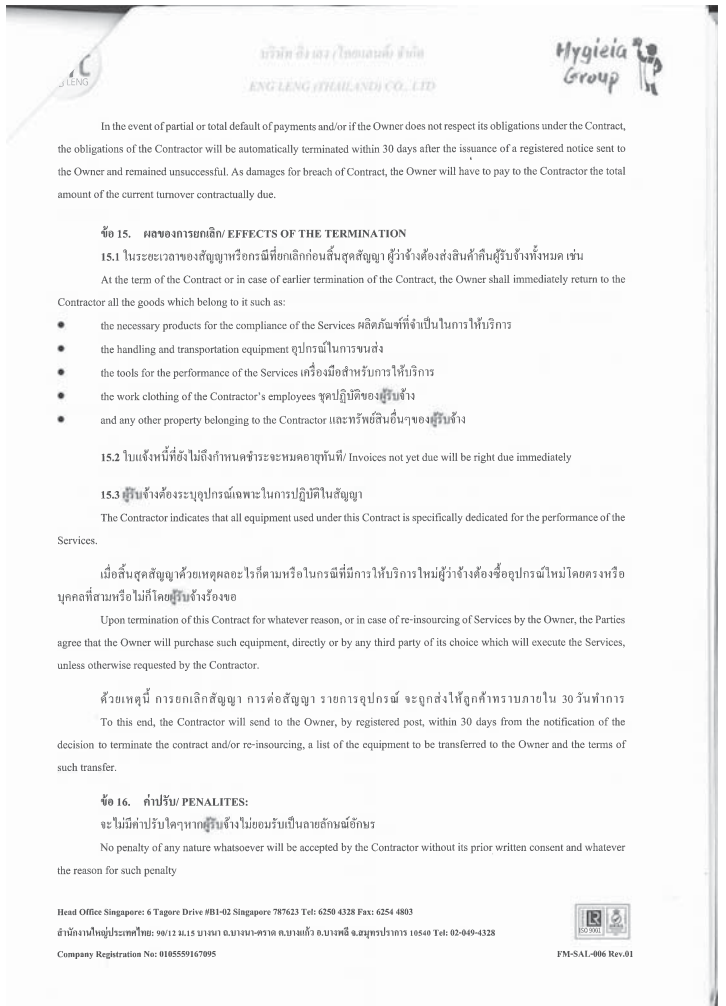 Hygieia
Group
LENG
บริษัท อิง เลง (ไทยแลนด์) จำกัด
ENG LENG (THAILAND) CO., LTD
In the event of partial or total default of payments and/or if the Owner does not respect its obligations under the Contract,
the obligations of the Contractor will be automatically terminated within 30 days after the issuance of a registered notice sent to
the Owner and remained unsuccessful. As damages for breach of Contract, the Owner will have to pay to the Contractor the total
amount of the current turnover contractually due.
ข้อ 15. ผลของการยกเลิก/ EFFECTS OF THE TERMINATION
15.1 ในระยะเวลาของสัญญาหรือกรณีที่ยกเลิกก่อนสิ้นสุดสัญญา ผู้ว่าจ้างต้องส่งสินค้าคืนผู้รับจ้างทั้งหมด เช่น
At the term of the Contract or in case of earlier termination of the Contract, the Owner shall immediately return to the
Contractor all the goods which belong to it such as:
● the necessary products for the compliance of the Services ผลิตภัณฑ์ที่จำเป็นในการให้บริการ
● the handling and transportation equipment อุปกรณ์ในการขนส่ง
● the tools for the performance of the Services เครื่องมือสำหรับการให้บริการ
● the work clothing of the Contractor's employees ชุดปฏิบัติของผู้รับจ้าง
● and any other property belonging to the Contractor และทรัพย์สินอื่นๆของผู้รับจ้าง
15.2 ใบแจ้งหนี้ที่ยังไม่ถึงกำหนดชำระจะหมดอายุทันที/ Invoices not yet due will be right due immediately
15.3 ผู้รับจ้างต้องระบุอุปกรณ์เฉพาะในการปฏิบัติในสัญญา
The Contractor indicates that all equipment used under this Contract is specifically dedicated for the performance of the
Services.
เมื่อสิ้นสุดสัญญาด้วยเหตุผลอะไรก็ตามหรือในกรณีที่มีการให้บริการใหม่ผู้ว่าจ้างต้องซื้ออุปกรณ์ใหม่โดยตรงหรือ
บุคคลที่สามหรือไม่ก็โดยผู้รับจ้างร้องขอ
Upon termination of this Contract for whatever reason, or in case of re-insourcing of Services by the Owner, the Parties
agree that the Owner will purchase such equipment, directly or by any third party of its choice which will execute the Services,
unless otherwise requested by the Contractor.
ด้วยเหตุนี้ การยกเลิกสัญญา การต่อสัญญา รายการอุปกรณ์ จะถูกส่งให้ลูกค้าทราบภายใน 30 วันทำการ
To this end, the Contractor will send to the Owner, by registered post, within 30 days from the notification of the
decision to terminate the contract and/or re-insourcing, a list of the equipment to be transferred to the Owner and the terms of
such transfer.
ข้อ 16. ค่าปรับ/ PENALITES:
จะไม่มีค่าปรับใดๆหากผู้รับจ้างไม่ยอมรับเป็นลายลักษณ์อักษร
No penalty of any nature whatsoever will be accepted by the Contractor without its prior written consent and whatever
the reason for such penalty
Head Office Singapore: 6 Tagore Drive #B1-02 Singapore 787623 Tel: 6250 4328 Fax: 6254 4803
สำนักงานใหญ่ประเทศไทย: 90/12 ม.15 บางนา ถ.บางนา-ตราด ต.บางแก้ว อ.บางพลี จ.สมุทรปราการ 10540 Tel: 02-049-4328
Company Registration No: 0105559167095
LR
ISO 9001
FM-SAL-006 Rev.01